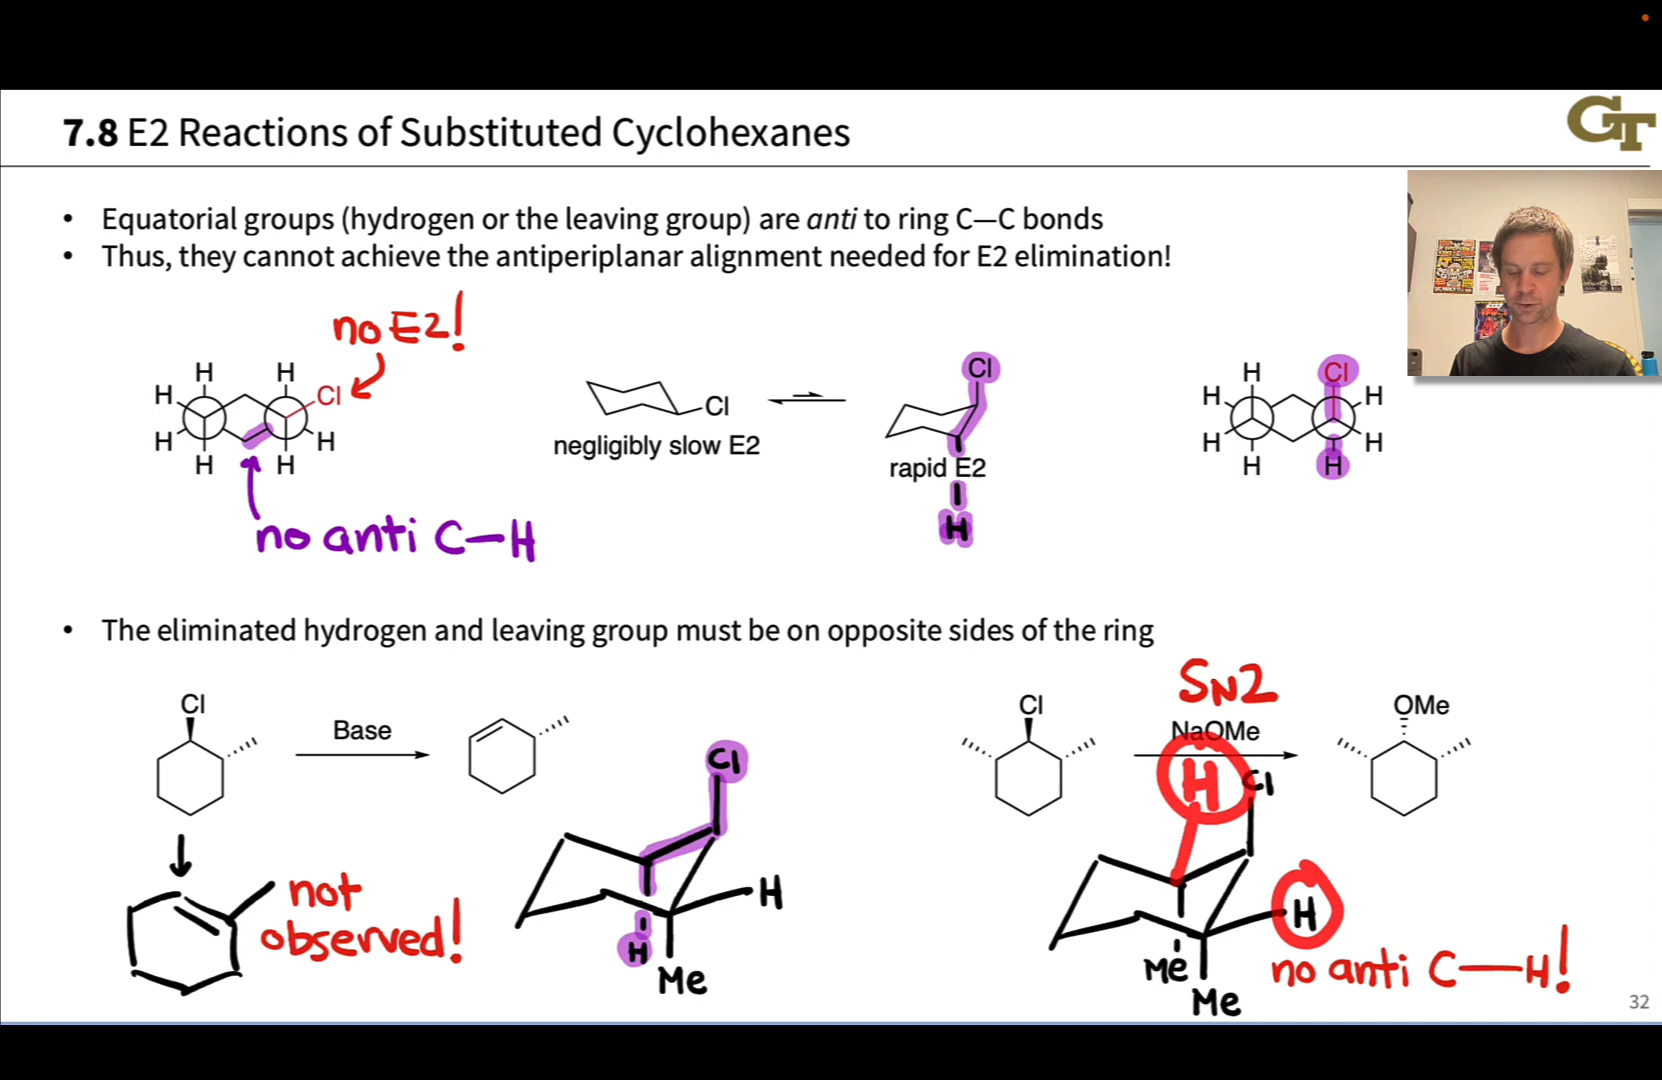 7.8 E2 Reactions of Substituted Cyclohexanes
GT
• Equatorial groups (hydrogen or the leaving group) are anti to ring C—C bonds
• Thus, they cannot achieve the antiperiplanar alignment needed for E2 elimination!
no E2!
H H
H Cl
H H
H H
no anti C—H
Cl
negligibly slow E2
Cl
rapid E2
H
H Cl
H H
H H
H H
• The eliminated hydrogen and leaving group must be on opposite sides of the ring
Cl
Base
not
observed!
Cl
H
H
Me
Cl
SN2
NaOMe
OMe
H Cl
H
Me
Me
no anti C—H!
32